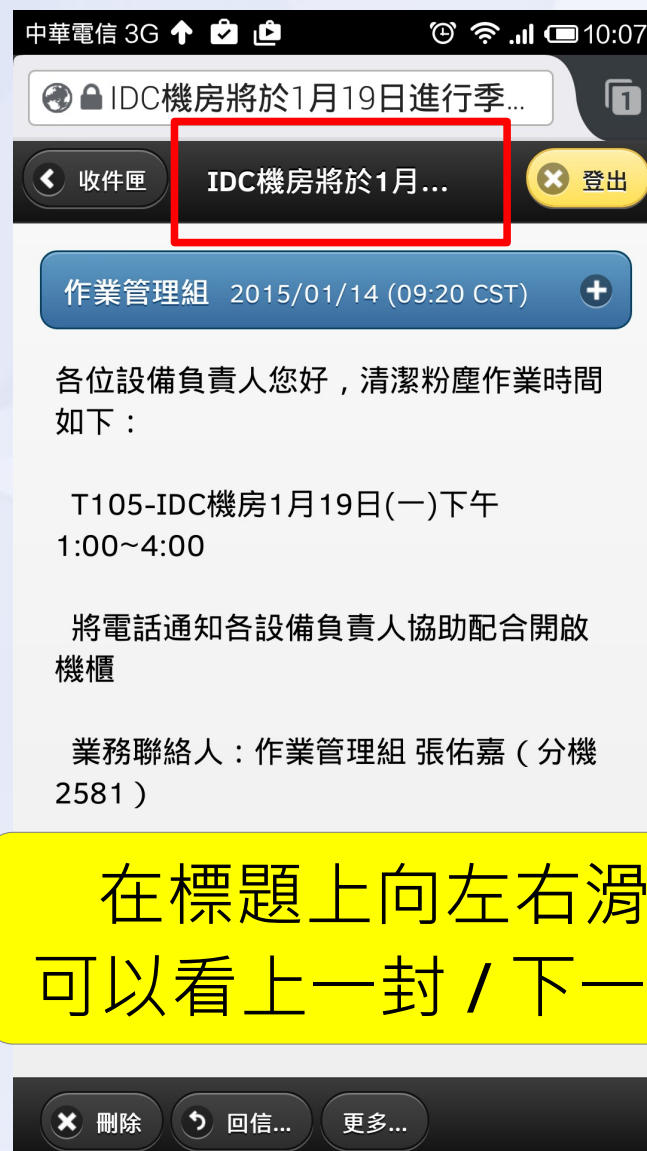 中華電信 3G 10:07
IDC機房將於1月19日進行季... 1
收件匣 IDC機房將於1月... 登出
作業管理組 2015/01/14 (09:20 CST)
各位設備負責人您好，清潔粉塵作業時間
如下：
T105-IDC機房1月19日(一)下午
1:00~4:00
將電話通知各設備負責人協助配合開啟
機櫃
業務聯絡人：作業管理組 張佑嘉（分機
2581）
在標題上向左右滑
可以看上一封 / 下一
刪除 回信... 更多...